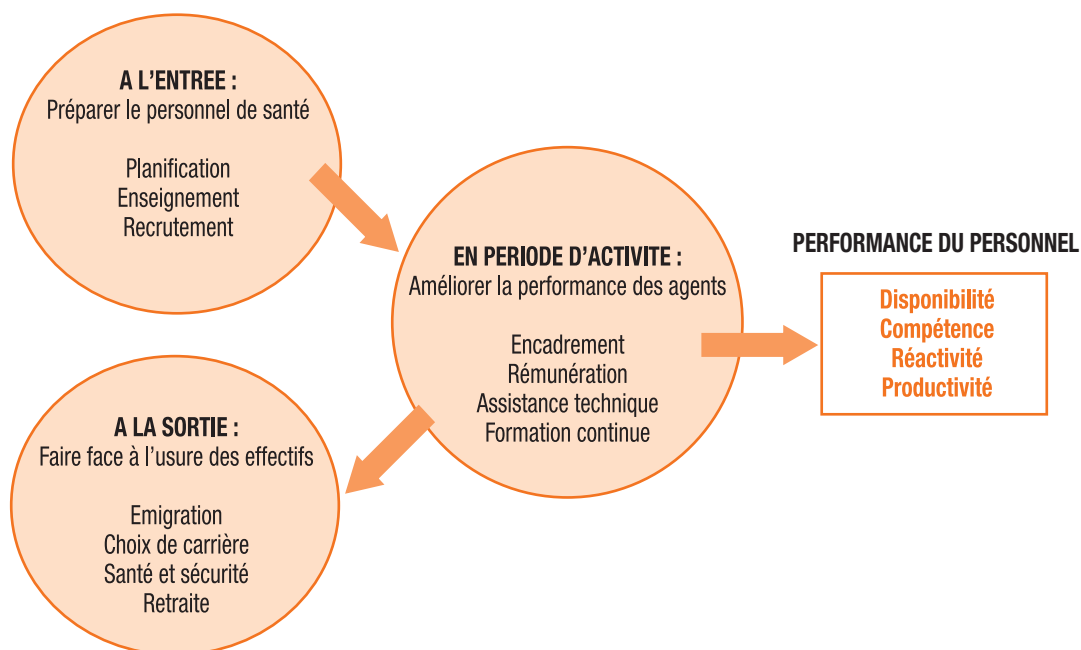 A L'ENTREE :
Préparer le personnel de santé
Planification
Enseignement
Recrutement
EN PERIODE D'ACTIVITE :
Améliorer la performance des agents
Encadrement
Rémunération
Assistance technique
Formation continue
PERFORMANCE DU PERSONNEL
Disponibilité
Compétence
Réactivité
Productivité
A LA SORTIE :
Faire face à l'usure des effectifs
Emigration
Choix de carrière
Santé et sécurité
Retraite